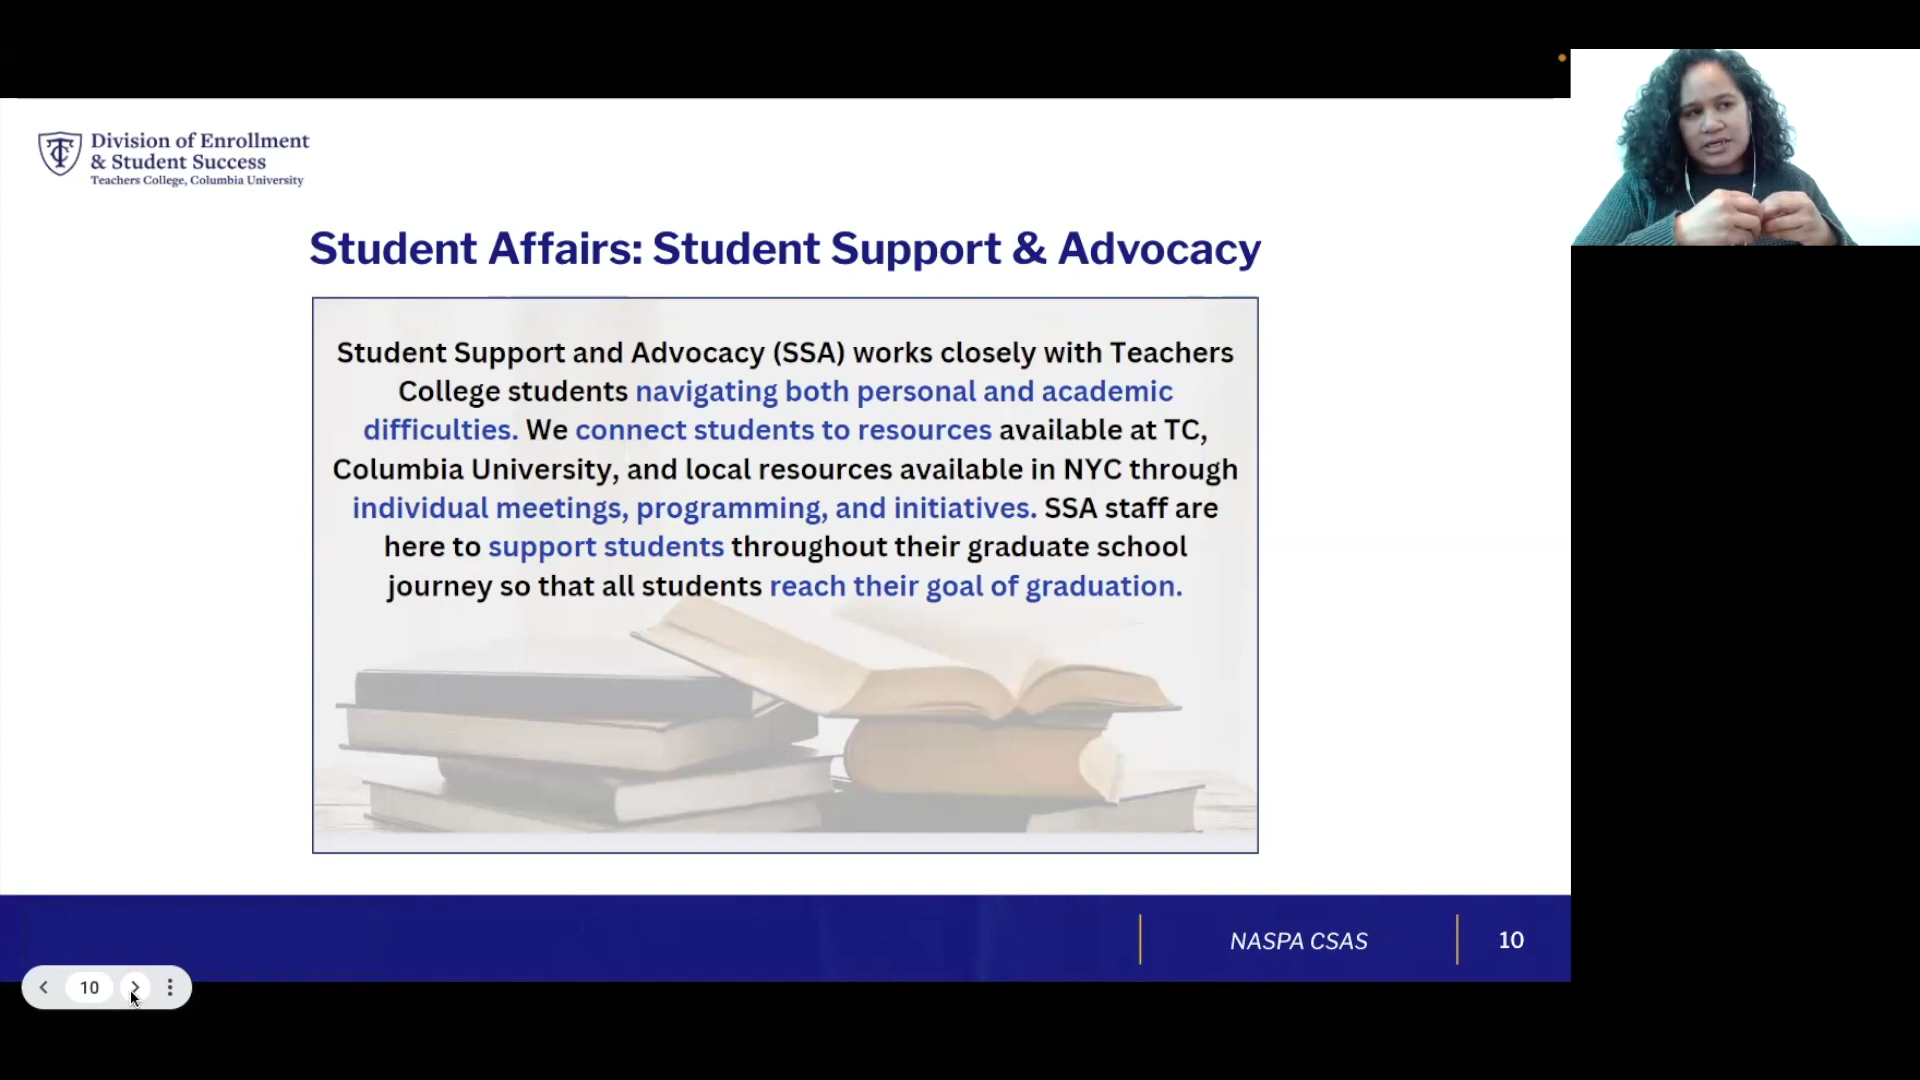 Division of Enrollment
& Student Success
Teachers College, Columbia University
Student Affairs: Student Support & Advocacy
Student Support and Advocacy (SSA) works closely with Teachers
College students navigating both personal and academic
difficulties. We connect students to resources available at TC,
Columbia University, and local resources available in NYC through
individual meetings, programming, and initiatives. SSA staff are
here to support students throughout their graduate school
journey so that all students reach their goal of graduation.
NASPA CSAS
10
10